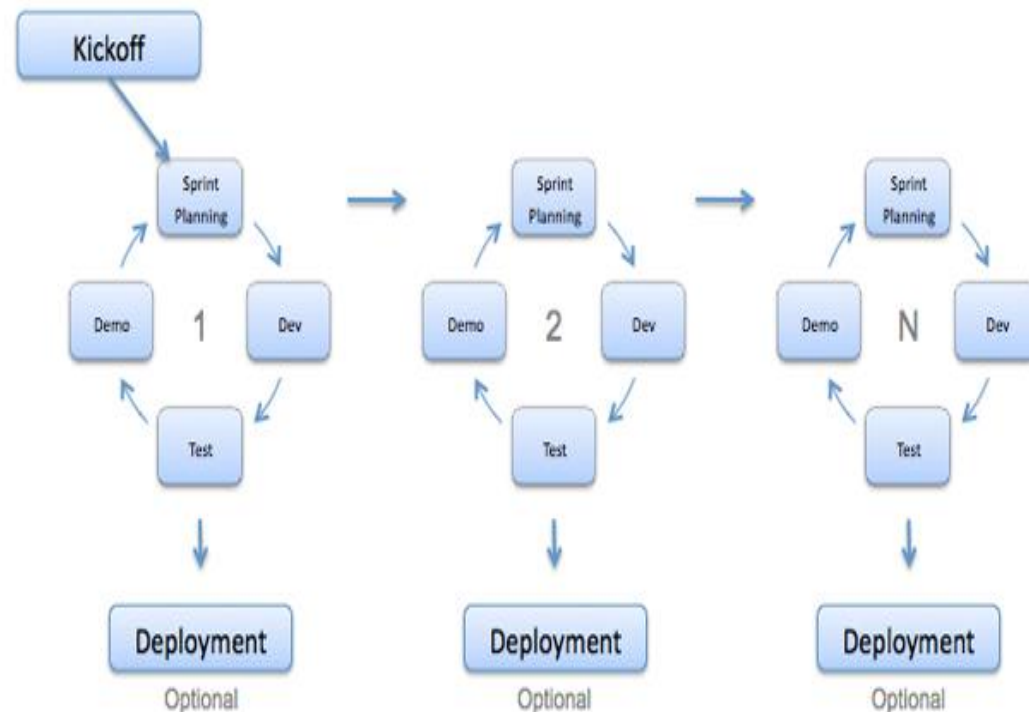 Kickoff
Sprint
Planning
Demo
1
Dev
Test
Deployment
Optional
Sprint
Planning
Demo
2
Dev
Test
Deployment
Optional
Sprint
Planning
Demo
N
Dev
Test
Deployment
Optional